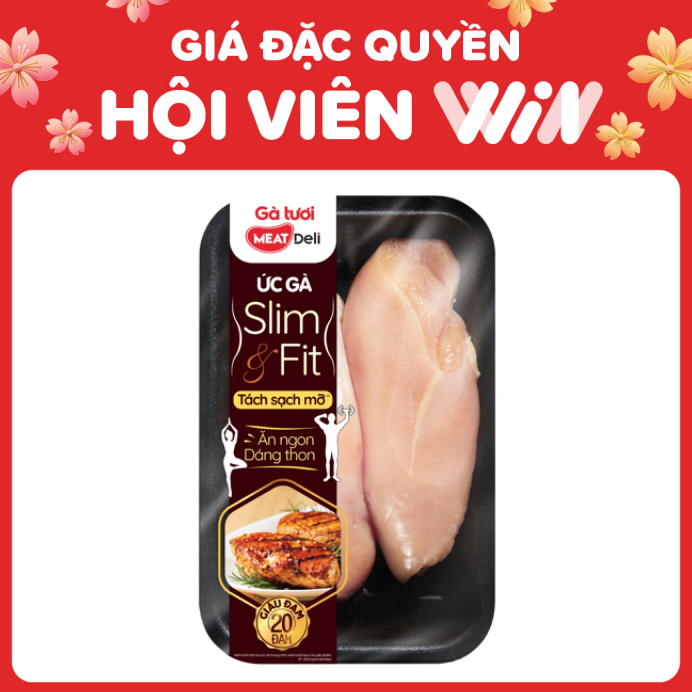 GIÁ ĐẶC QUYỀN
HỘI VIÊN WiN
Gà tươi
MEAT Deli
ỨC GÀ
Slim
& Fit
Tách sạch mỡ
Ăn ngon
Dáng thon
GIÀU ĐẠM
20
ĐẠM